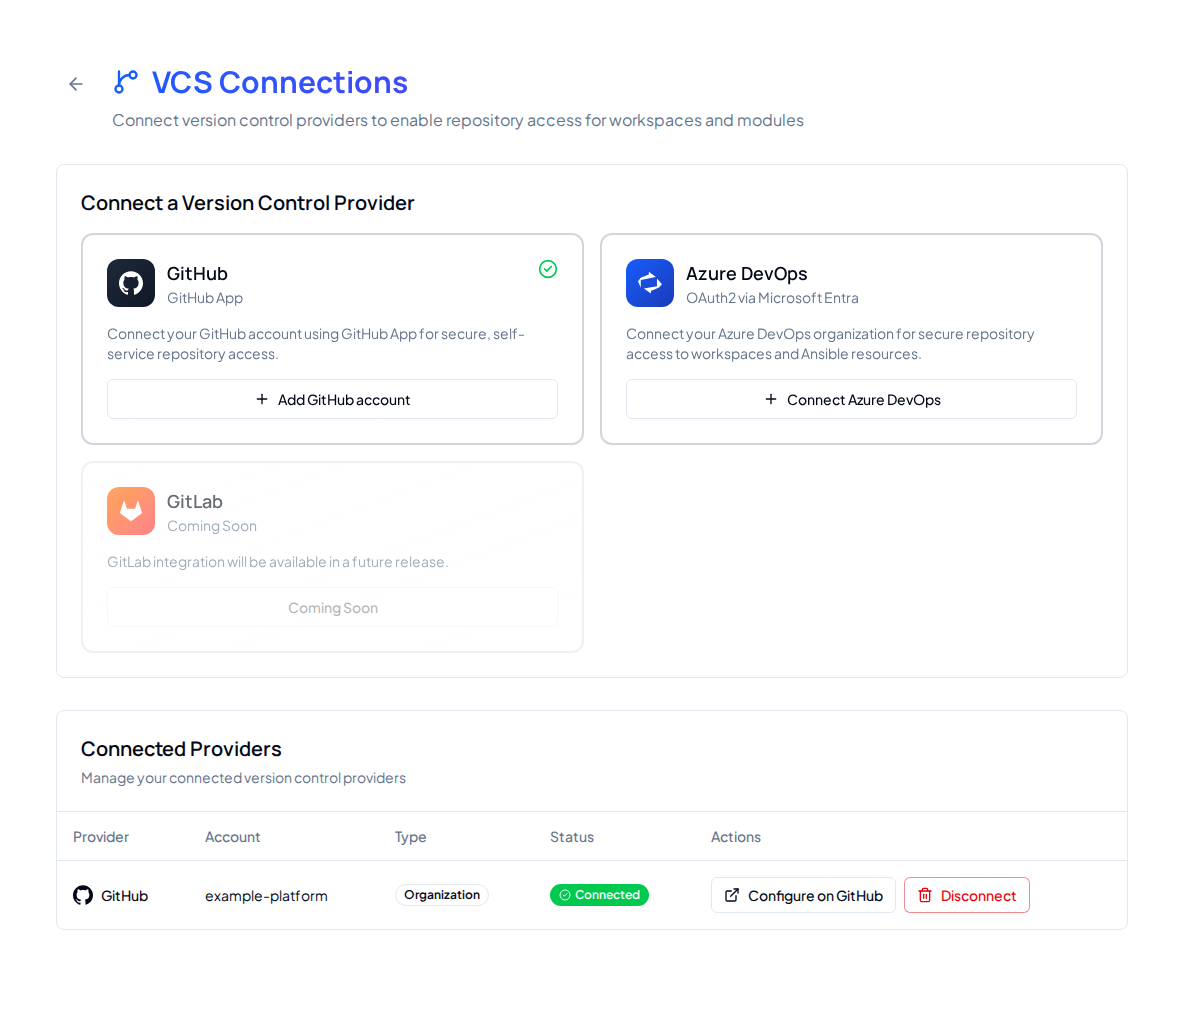 VCS Connections
Connect version control providers to enable repository access for workspaces and modules
Connect a Version Control Provider
GitHub
GitHub App
Connect your GitHub account using GitHub App for secure, self-
service repository access.
Add GitHub account
Azure DevOps
OAuth2 via Microsoft Entra
Connect your Azure DevOps organization for secure repository
access to workspaces and Ansible resources.
Connect Azure DevOps
GitLab
Coming Soon
GitLab integration will be available in a future release.
Coming Soon
Connected Providers
Manage your connected version control providers
Provider Account Type Status Actions
GitHub example-platform Organization Connected Configure on GitHub Disconnect